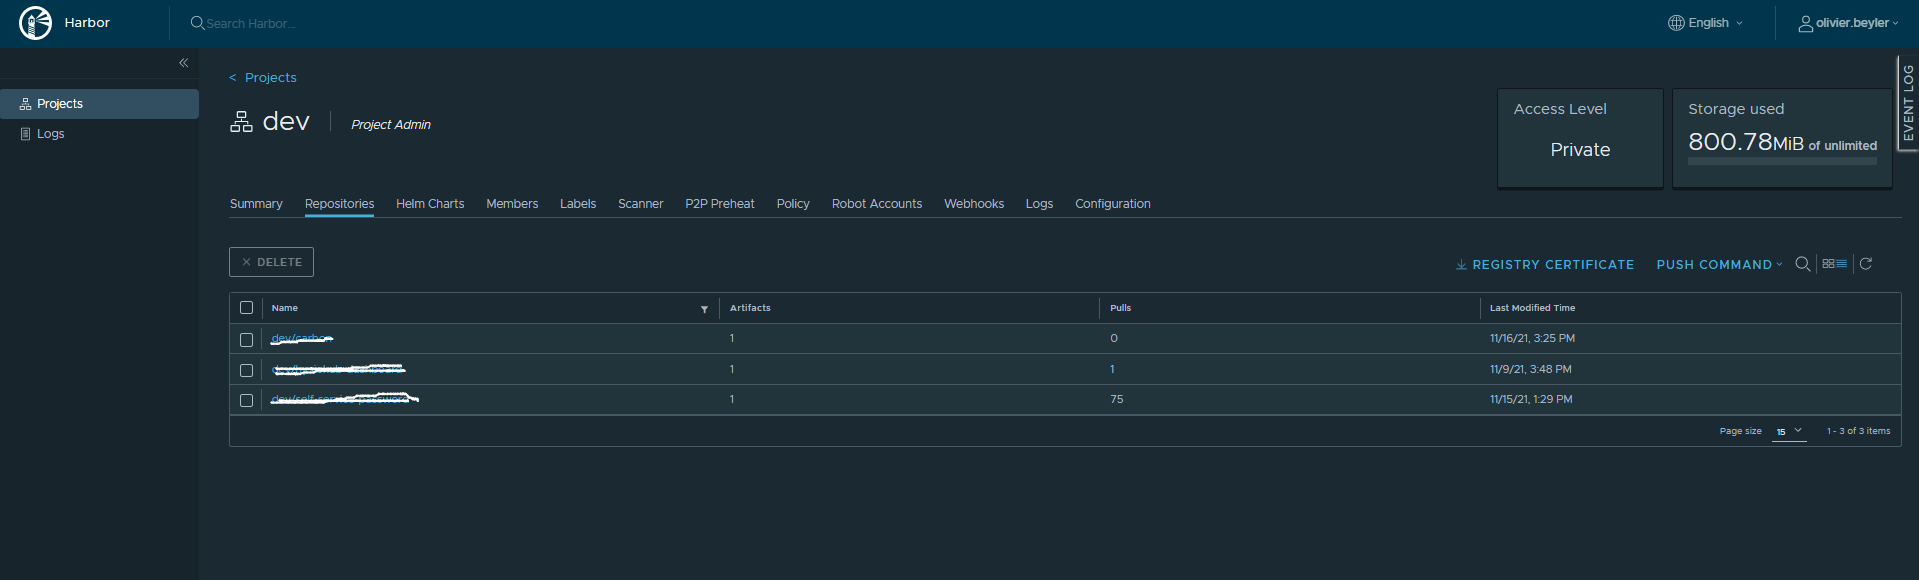 Harbor
Search Harbor...
English
olivier.beyler
EVENT LOG
Projects
Logs
< Projects
dev
Project Admin
Access Level
Private
Storage used
800.78MiB of unlimited
Summary Repositories Helm Charts Members Labels Scanner P2P Preheat Policy Robot Accounts Webhooks Logs Configuration
DELETE
REGISTRY CERTIFICATE
PUSH COMMAND
Name Artifacts Pulls Last Modified Time
1 0 11/16/21, 3:25 PM
1 1 11/9/21, 3:48 PM
1 75 11/15/21, 1:29 PM
Page size 15 1 - 3 of 3 items